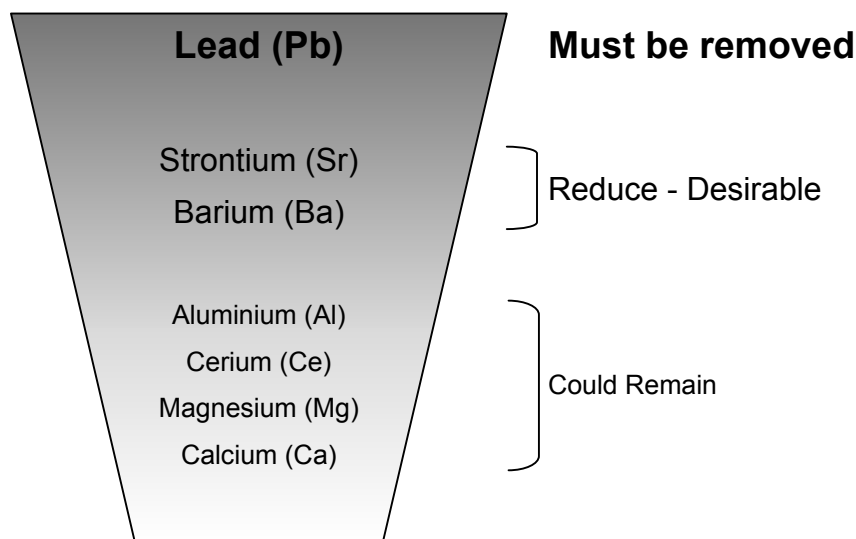 Lead (Pb) Must be removed
Strontium (Sr)
Barium (Ba)
Reduce - Desirable
Aluminium (Al)
Cerium (Ce)
Magnesium (Mg)
Calcium (Ca)
Could Remain